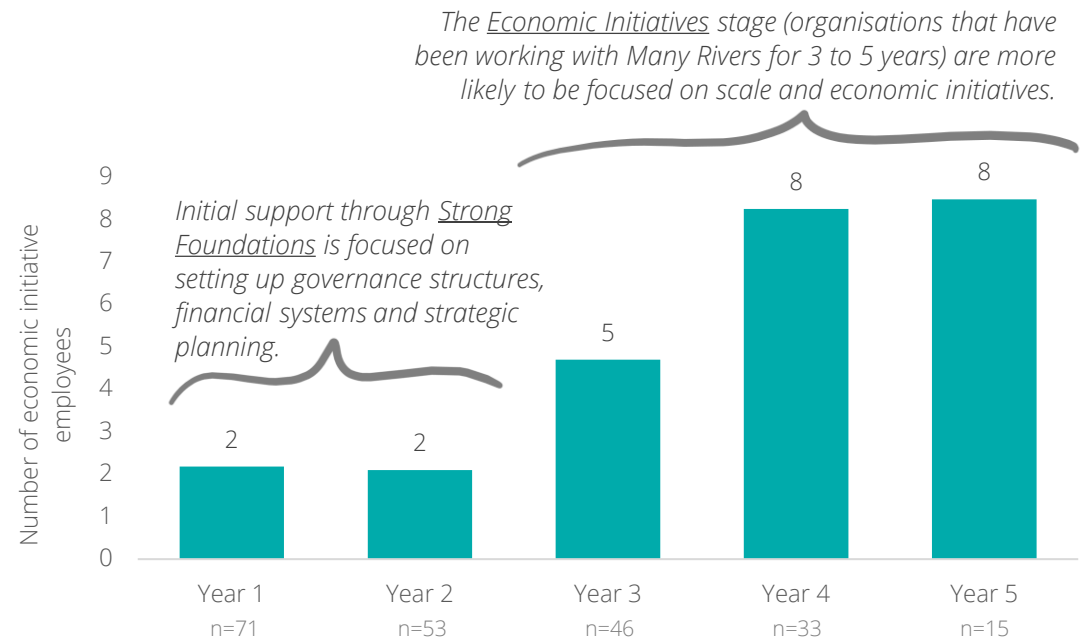 The Economic Initiatives stage (organisations that have
been working with Many Rivers for 3 to 5 years) are more
likely to be focused on scale and economic initiatives.
Initial support through Strong
Foundations is focused on
setting up governance structures,
financial systems and strategic
planning.
Number of economic initiative
employees
9
8
7
6
5
4
3
2
1
0
2
2
5
8
8
Year 1
Year 2
Year 3
Year 4
Year 5
n=71
n=53
n=46
n=33
n=15